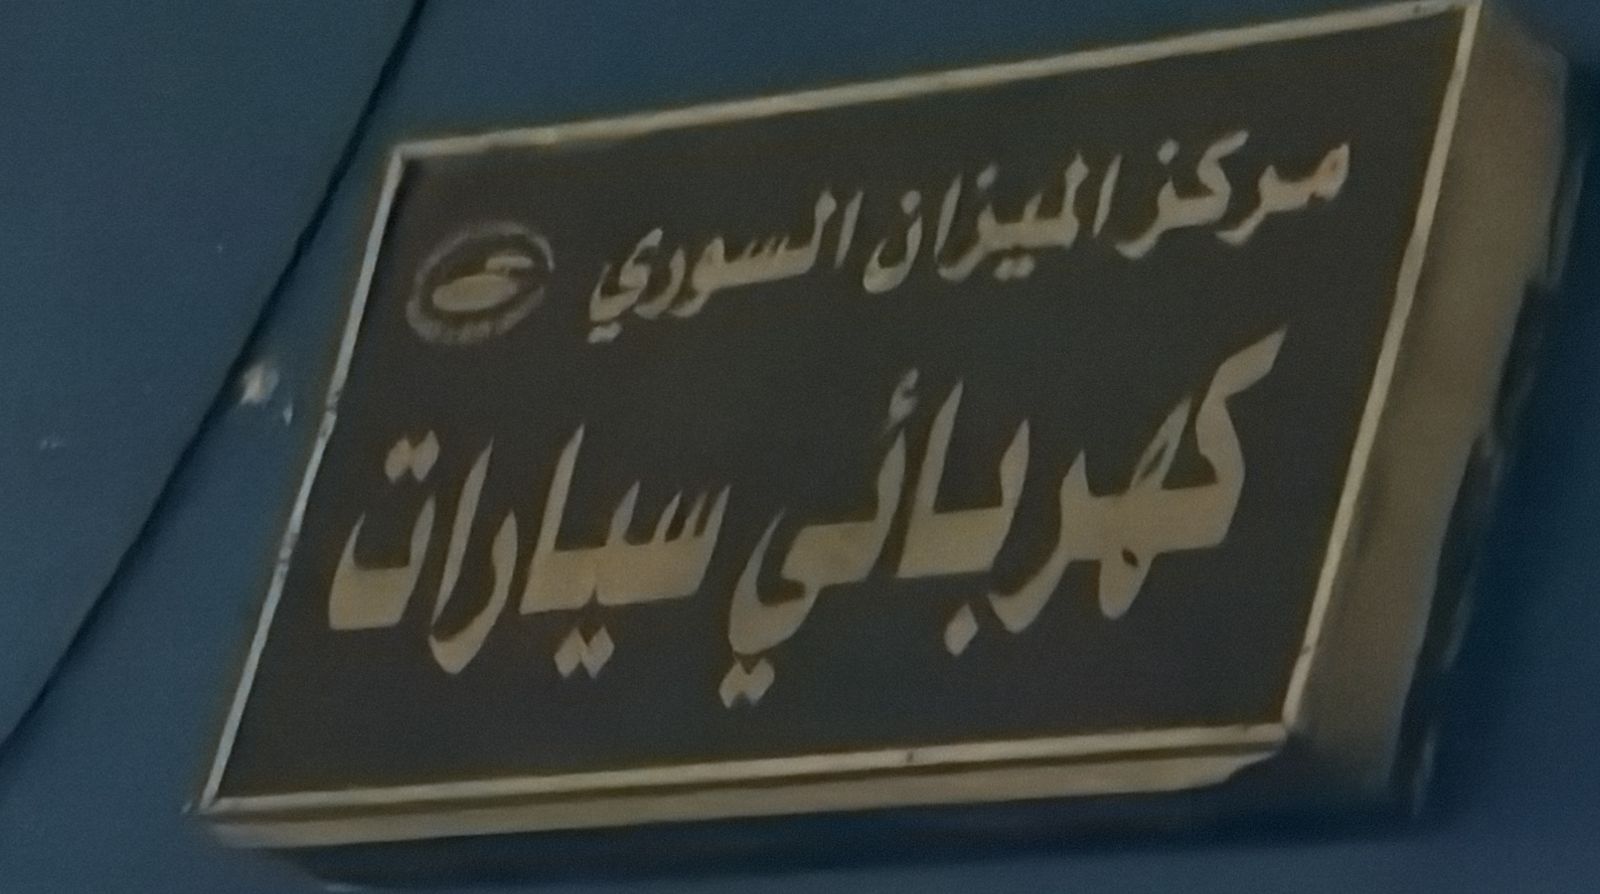 مركز الميزان السوري
كهربائي سيارات